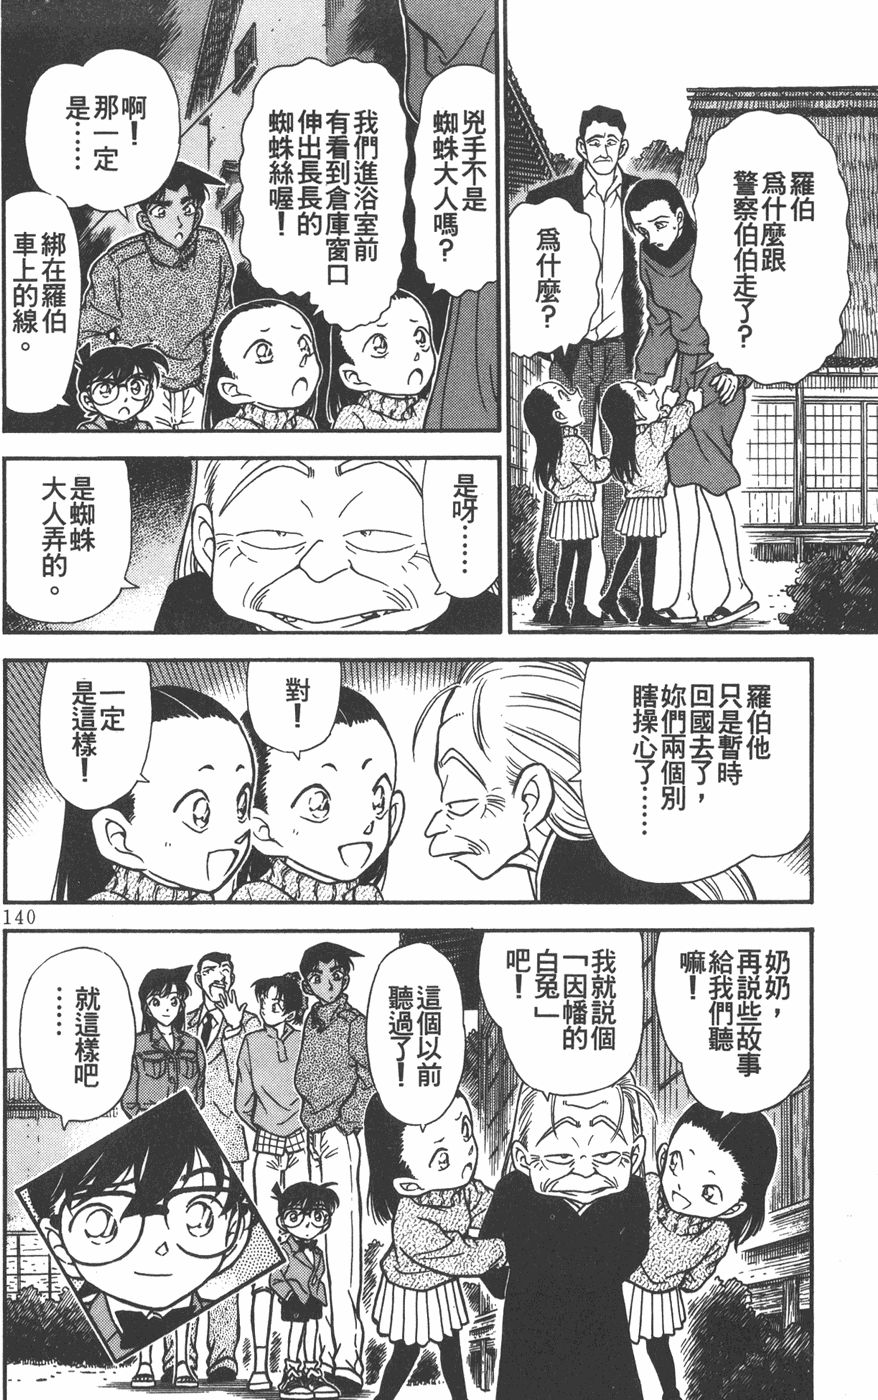 羅伯
為什麼跟
警察伯伯走了？
為什麼？
兇手不是
蜘蛛大人嗎？
我們進浴室前
有看到倉庫窗口
伸出長長的
蜘蛛絲喔！
啊！
那一定
是……
綁在羅伯
車上的線。
是呀……
是蜘蛛
大人弄的。
羅伯他
只是暫時
回國去了，
妳們兩個別
瞎操心了……
對！
一定
是這樣！
140
奶奶，
再說些故事
給我們聽
嘛！
我就說個
「因幡的
白兔」
吧！
這個以前
聽過了！
就這樣吧
……